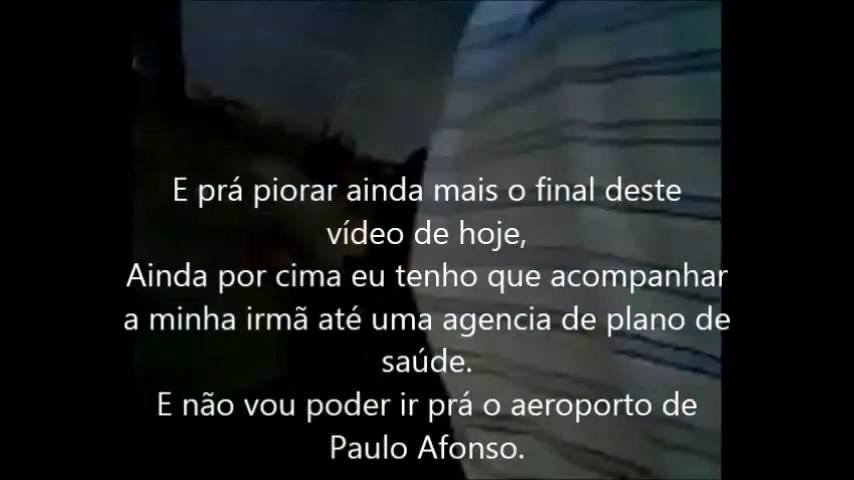 E prá piorar ainda mais o final deste
vídeo de hoje,
Ainda por cima eu tenho que acompanhar
a minha irmã até uma agencia de plano de
saúde.
E não vou poder ir prá o aeroporto de
Paulo Afonso.